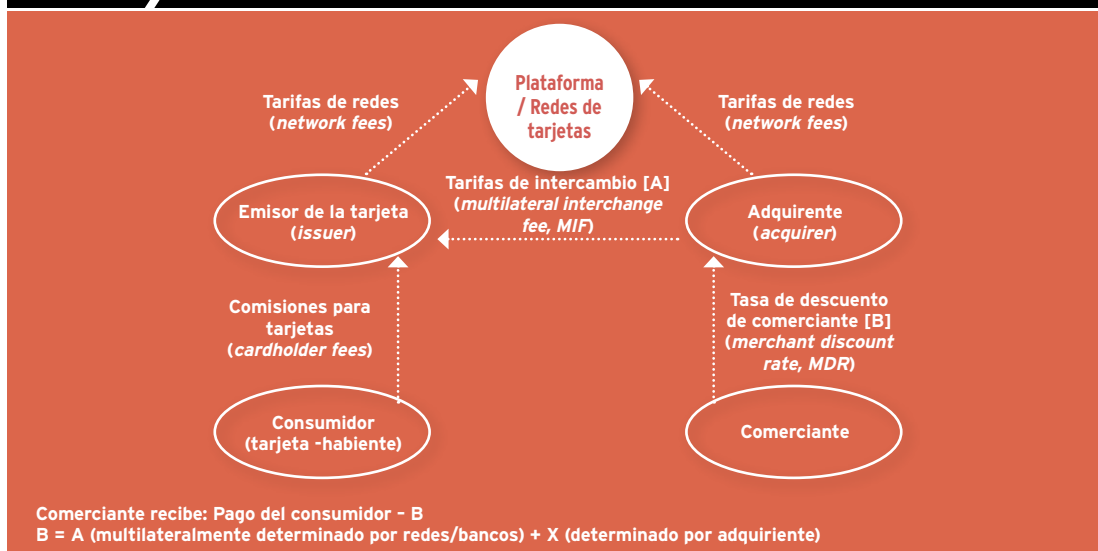 Plataforma
/ Redes de
tarjetas
Tarifas de redes
(network fees)
Tarifas de redes
(network fees)
Tarifas de intercambio [A]
(multilateral interchange
fee, MIF)
Emisor de la tarjeta
(issuer)
Adquirente
(acquirer)
Comisiones para
tarjetas
(cardholder fees)
Tasa de descuento
de comerciante [B]
(merchant discount
rate, MDR)
Consumidor
(tarjeta -habiente)
Comerciante
Comerciante recibe: Pago del consumidor – B
B = A (multilateralmente determinado por redes/bancos) + X (determinado por adquiriente)